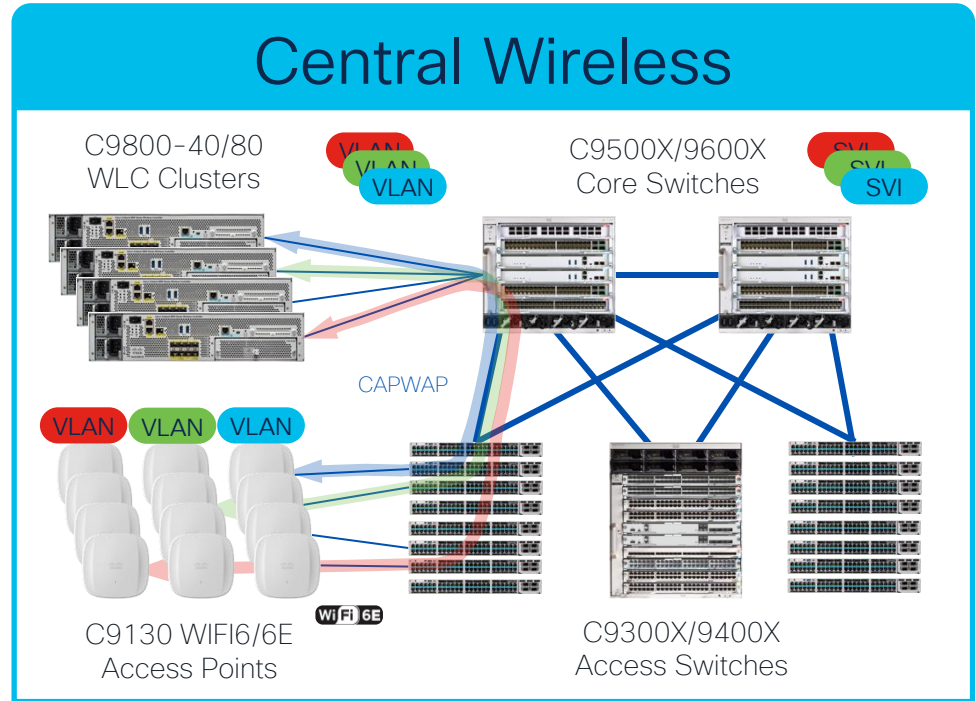 Central Wireless
C9800-40/80
WLC Clusters
VLAN
VLAN
VLAN
C9500X/9600X
Core Switches
SVI
SVI
SVI
CAPWAP
VLAN
VLAN
VLAN
WiFi 6E
C9130 WIFI6/6E
Access Points
C9300X/9400X
Access Switches